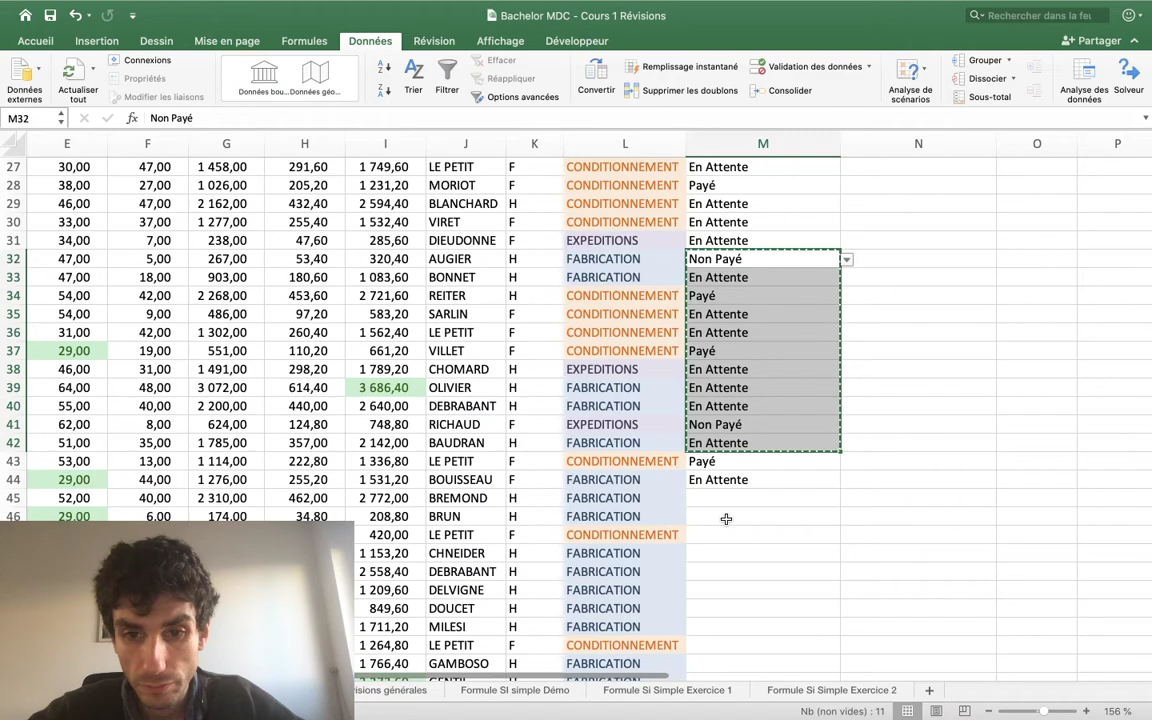 Bachelor MDC - Cours 1 Révisions
Rechercher dans la feu
Accueil Insertion Dessin Mise en page Formules Données Révision Affichage Développeur
Partager
Données externes
Actualiser tout
Connexions
Propriétés
Modifier les liaisons
Données bou... Données géo...
Trier
Filtrer
Effacer
Réappliquer
Options avancées
Convertir
Remplissage instantané
Supprimer les doublons
Validation des données
Consolider
Analyse de scénarios
Grouper
Dissocier
Sous-total
Analyse des données
Solveur
M32 fx Non Payé
E F G H I J K L M N O P
27 30,00 47,00 1 458,00 291,60 1 749,60 LE PETIT F CONDITIONNEMENT En Attente
28 38,00 27,00 1 026,00 205,20 1 231,20 MORIOT F CONDITIONNEMENT Payé
29 46,00 47,00 2 162,00 432,40 2 594,40 BLANCHARD H CONDITIONNEMENT En Attente
30 33,00 37,00 1 277,00 255,40 1 532,40 VIRET F CONDITIONNEMENT En Attente
31 34,00 7,00 238,00 47,60 285,60 DIEUDONNE F EXPEDITIONS En Attente
32 47,00 5,00 267,00 53,40 320,40 AUGIER H FABRICATION Non Payé
33 47,00 18,00 903,00 180,60 1 083,60 BONNET H FABRICATION En Attente
34 54,00 42,00 2 268,00 453,60 2 721,60 REITER H CONDITIONNEMENT Payé
35 54,00 9,00 486,00 97,20 583,20 SARLIN H CONDITIONNEMENT En Attente
36 31,00 42,00 1 302,00 260,40 1 562,40 LE PETIT F CONDITIONNEMENT En Attente
37 29,00 19,00 551,00 110,20 661,20 VILLET F CONDITIONNEMENT Payé
38 46,00 31,00 1 491,00 298,20 1 789,20 CHOMARD H EXPEDITIONS En Attente
39 64,00 48,00 3 072,00 614,40 3 686,40 OLIVIER H FABRICATION En Attente
40 55,00 40,00 2 200,00 440,00 2 640,00 DEBRABANT H FABRICATION En Attente
41 62,00 8,00 624,00 124,80 748,80 RICHAUD H EXPEDITIONS Non Payé
42 51,00 35,00 1 785,00 357,00 2 142,00 BAUDRAN H FABRICATION En Attente
43 53,00 13,00 1 114,00 222,80 1 336,80 LE PETIT F CONDITIONNEMENT Payé
44 29,00 44,00 1 276,00 255,20 1 531,20 BOUISSEAU F FABRICATION En Attente
45 52,00 40,00 2 310,00 462,00 2 772,00 BREMOND H FABRICATION
46 29,00 6,00 174,00 34,80 208,80 BRUN H FABRICATION
420,00 LE PETIT F CONDITIONNEMENT
1 153,20 CHNEIDER H FABRICATION
2 558,40 DEBRABANT H FABRICATION
1 209,60 DELVIGNE H FABRICATION
849,60 DOUCET H FABRICATION
1 711,20 MILESI H FABRICATION
1 264,80 LE PETIT F CONDITIONNEMENT
1 766,40 GAMBOSO H FABRICATION
visions générales Formule SI simple Démo Formule Si Simple Exercice 1 Formule Si Simple Exercice 2
Nb (non vides) : 11 156 %